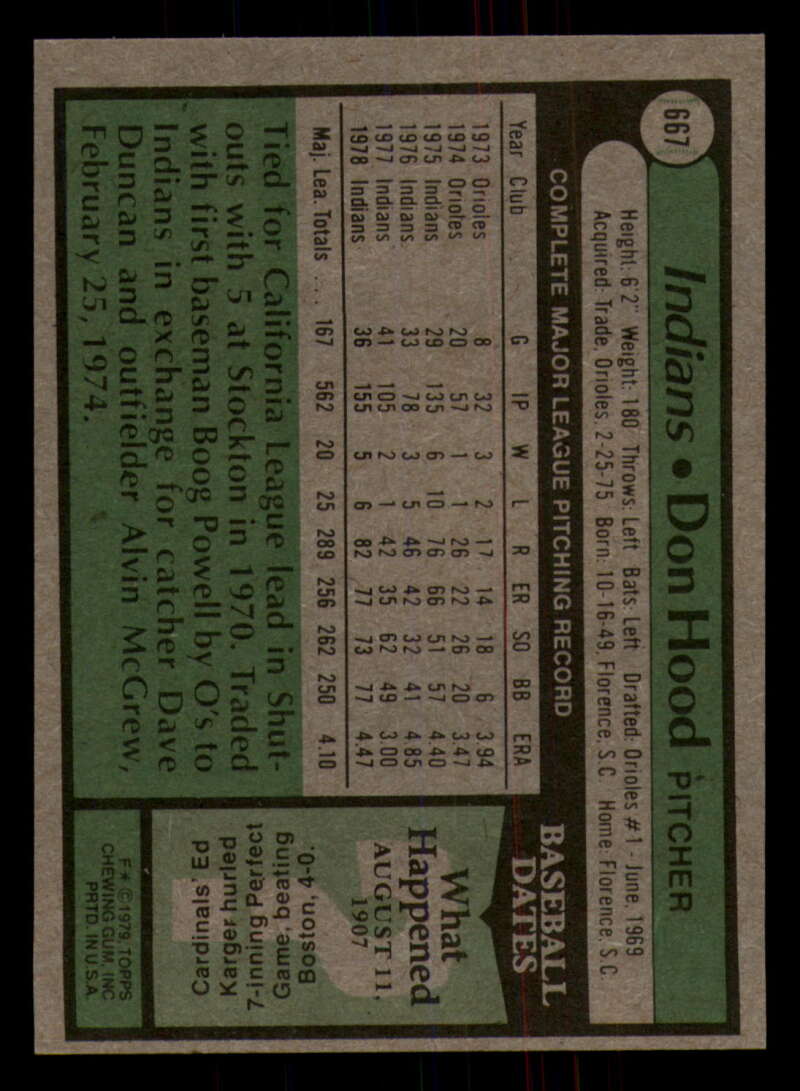 667
Indians • Don Hood PITCHER
Height: 6'2" Weight: 180 Throws: Left Bats: Left Drafted: Orioles #1 - June, 1969
Acquired: Trade, Orioles, 2-25-75 Born: 10-16-49, Florence, S.C. Home: Florence, S.C.
COMPLETE MAJOR LEAGUE PITCHING RECORD
Year Club G IP W L R ER SO BB ERA
1973 Orioles 8 32 3 2 17 14 18 6 3.94
1974 Orioles 20 57 1 1 26 22 26 20 3.47
1975 Indians 29 135 6 10 76 66 51 57 4.40
1976 Indians 33 78 3 5 46 42 32 41 4.85
1977 Indians 41 105 2 1 42 35 62 49 3.00
1978 Indians 36 155 5 6 82 77 73 77 4.47
Maj. Lea. Totals .... 167 562 20 25 289 256 262 250 4.10
Tied for California League lead in Shut-
outs with 5 at Stockton in 1970. Traded
with first baseman Boog Powell by O's to
Indians in exchange for catcher Dave
Duncan and outfielder Alvin McGrew,
February 25, 1974.
BASEBALL
DATES
What
Happened
AUGUST 11,
1907
Cardinals' Ed
Karger hurled
7-inning Perfect
Game, beating
Boston, 4-0.
F * © 1979 TOPPS
CHEWING GUM, INC.
PRTD. IN U.S.A.